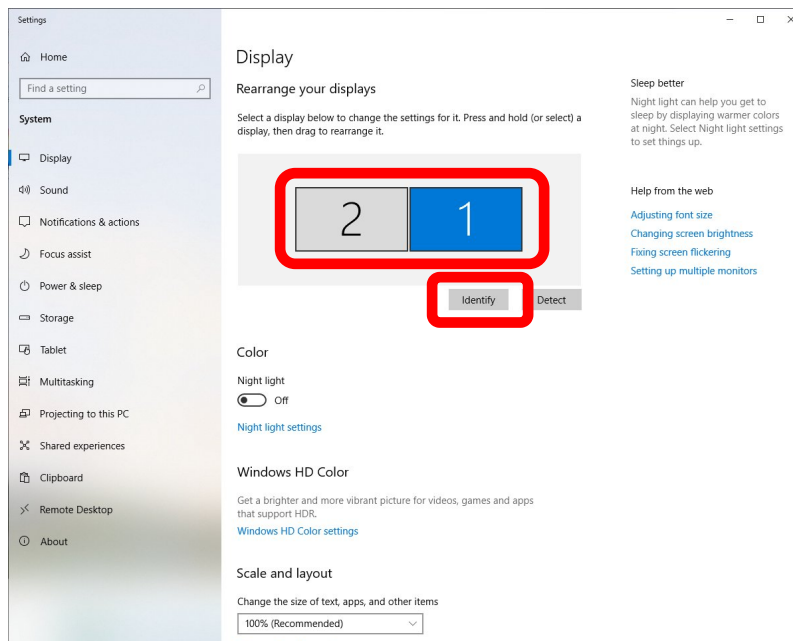 Settings
Home
Find a setting
System
Display
Sound
Notifications & actions
Focus assist
Power & sleep
Storage
Tablet
Multitasking
Projecting to this PC
Shared experiences
Clipboard
Remote Desktop
About
Display
Rearrange your displays
Select a display below to change the settings for it. Press and hold (or select) a
display, then drag to rearrange it.
2 1
Identify Detect
Color
Night light
Off
Night light settings
Windows HD Color
Get a brighter and more vibrant picture for videos, games and apps
that support HDR.
Windows HD Color settings
Scale and layout
Change the size of text, apps, and other items
100% (Recommended)
Sleep better
Night light can help you get to
sleep by displaying warmer colors
at night. Select Night light settings
to set things up.
Help from the web
Adjusting font size
Changing screen brightness
Fixing screen flickering
Setting up multiple monitors